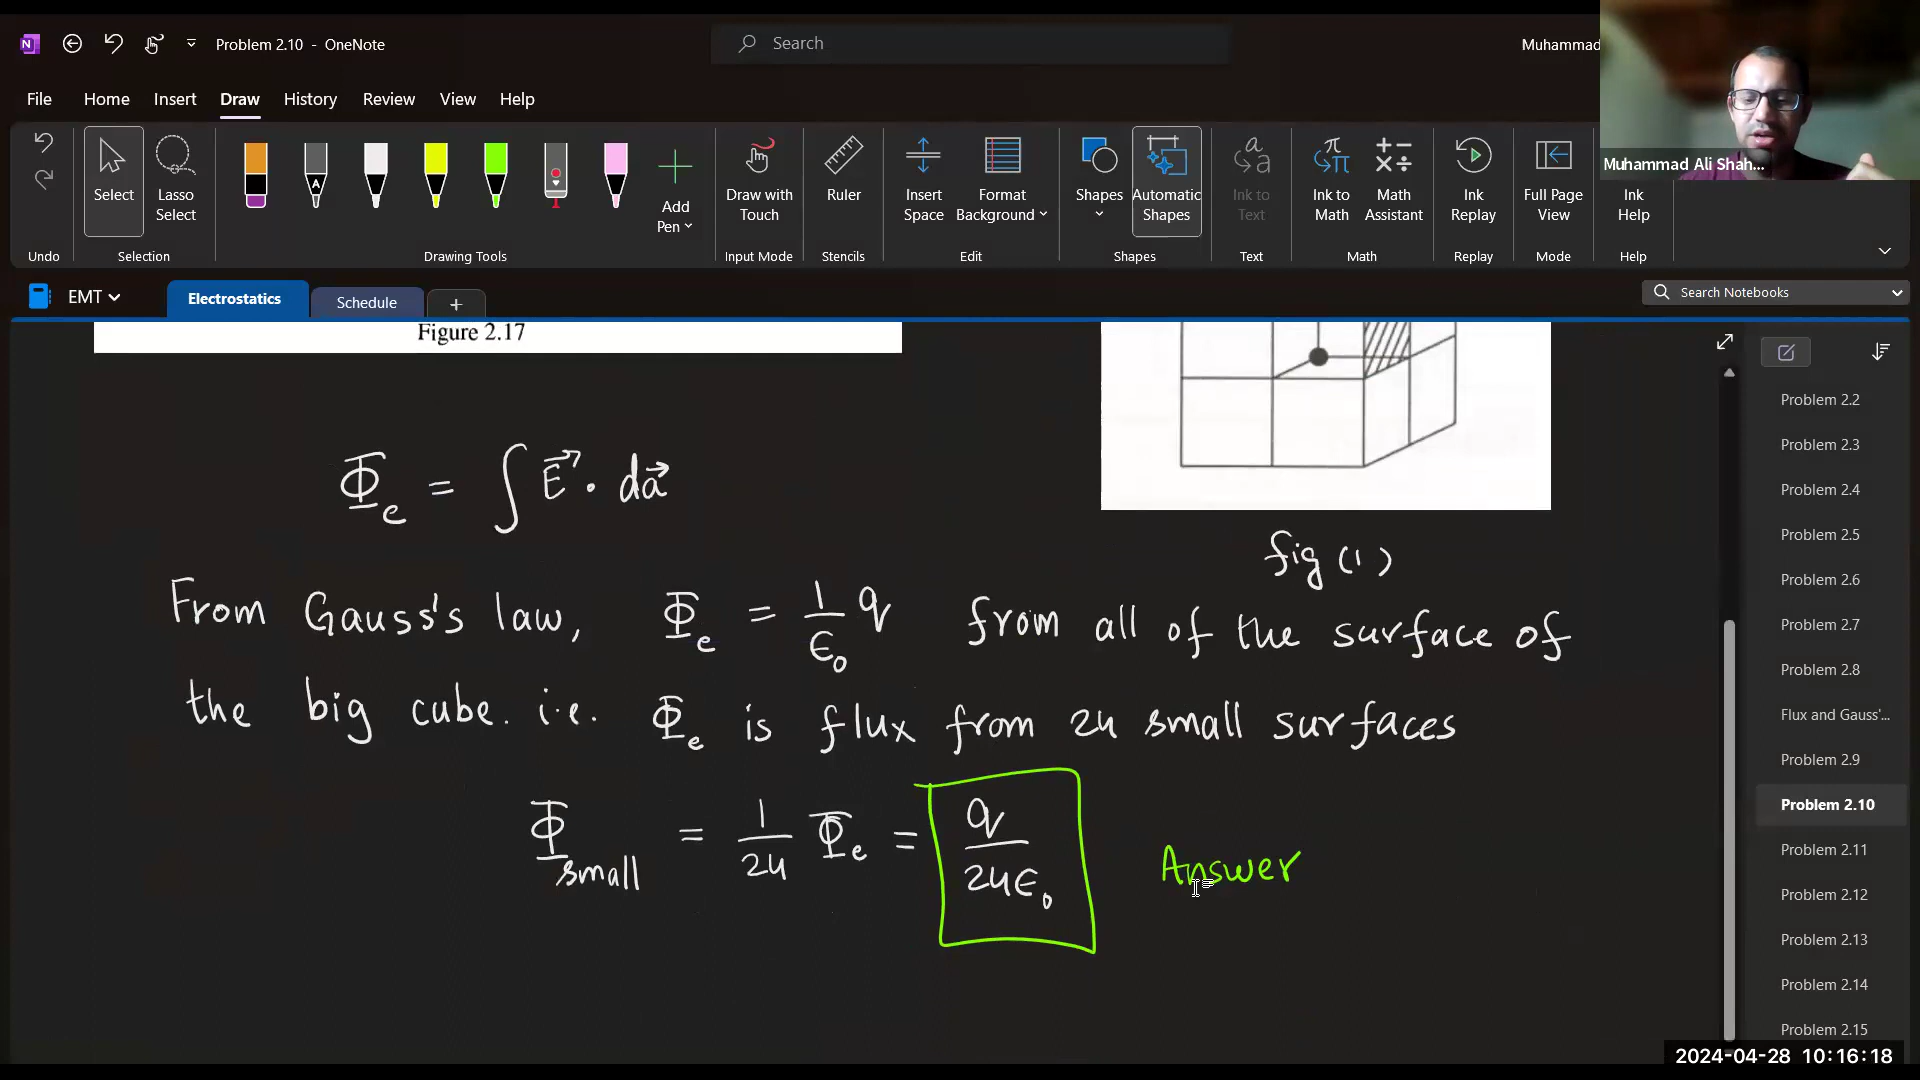 Problem 2.10 - OneNote
Search
Muhammad
File Home Insert Draw History Review View Help
Muhammad Ali Shah...
Select
Lasso Select
Add Pen
Draw with Touch
Ruler
Insert Space
Format Background
Shapes
Automatic Shapes
Ink to Text
Ink to Math
Math Assistant
Ink Replay
Full Page View
Ink Help
Undo Selection Drawing Tools Input Mode Stencils Edit Shapes Text Math Replay Mode Help
EMT
Electrostatics
Schedule
+
Search Notebooks
Figure 2.17
Φe = ∫ E⃗ · da⃗
fig (1)
From Gauss's law, Φe = 1/ϵ0 q from all of the surface of
the big cube. i.e. Φe is flux from 24 small surfaces
Φsmall = 1/24 Φe = q/24ϵ0 Answer
Problem 2.2
Problem 2.3
Problem 2.4
Problem 2.5
Problem 2.6
Problem 2.7
Problem 2.8
Flux and Gauss'...
Problem 2.9
Problem 2.10
Problem 2.11
Problem 2.12
Problem 2.13
Problem 2.14
Problem 2.15
2024-04-28 10:16:18